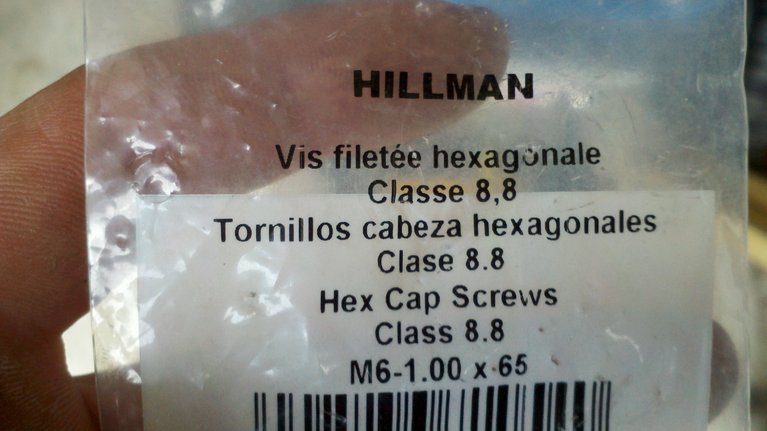 HILLMAN
Vis filetée hexagonale
Classe 8,8
Tornillos cabeza hexagonales
Clase 8.8
Hex Cap Screws
Class 8.8
M6-1.00 x 65